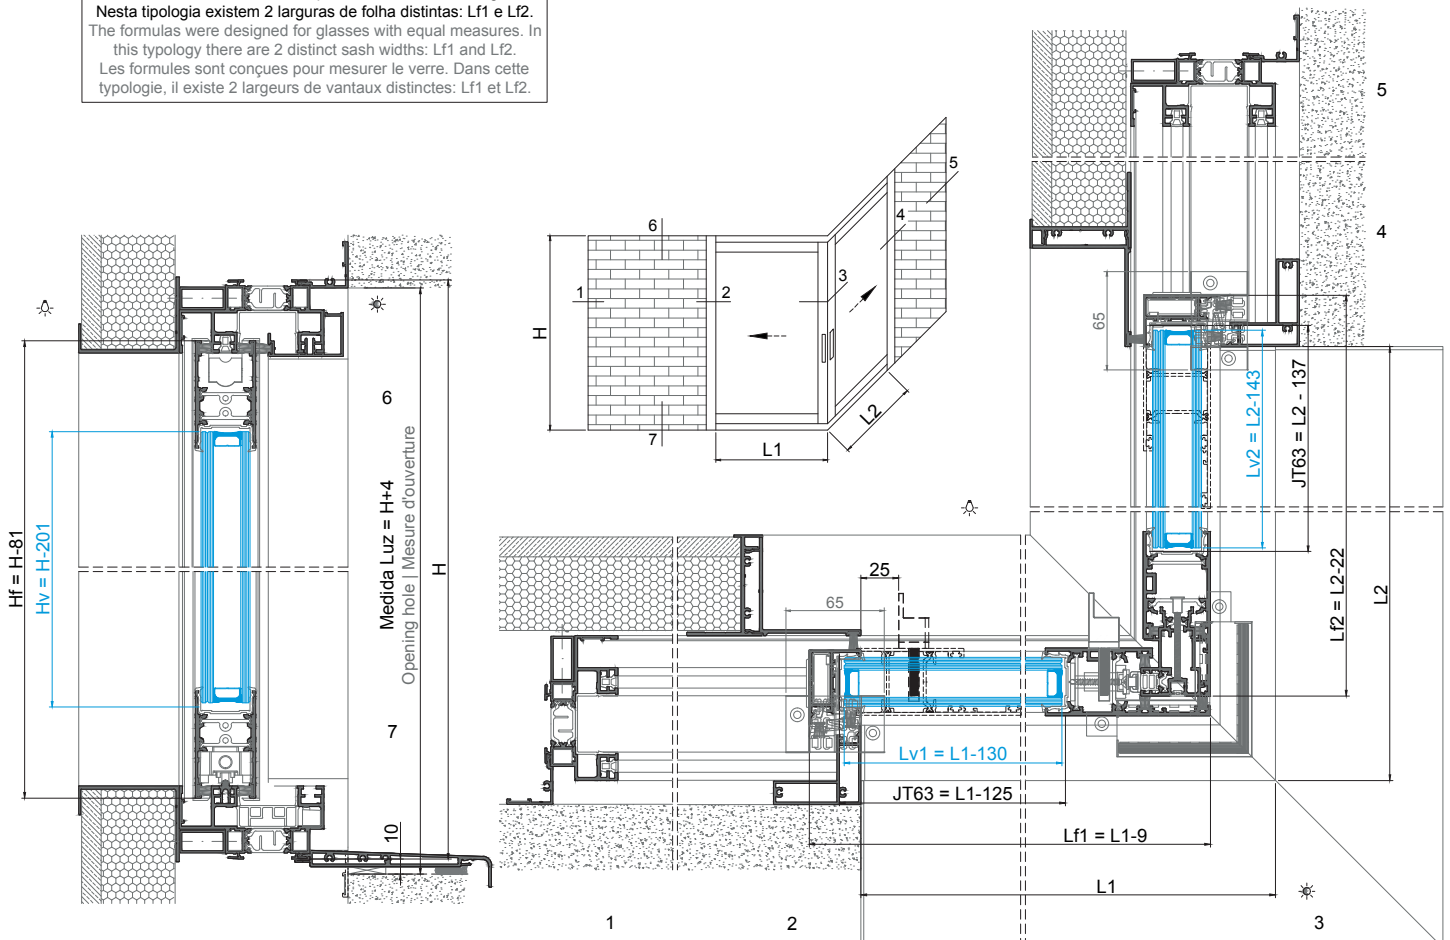 Nesta tipologia existem 2 larguras de folha distintas: Lf1 e Lf2.
The formulas were designed for glasses with equal measures. In
this typology there are 2 distinct sash widths: Lf1 and Lf2.
Les formules sont conçues pour mesurer le verre. Dans cette
typologie, il existe 2 largeurs de vantaux distinctes: Lf1 et Lf2.
5
4
65
Lv2 = L2-143
JT63 = L2 - 137
Lf2 = L2-22
L2
6
5
4
3
1
2
H
7
L1
L2
Hf = H-81
Hv = H-201
6
Medida Luz = H+4
Opening hole | Mesure d'ouverture
H
7
10
25
65
Lv1 = L1-130
JT63 = L1-125
Lf1 = L1-9
L1
1
2
3